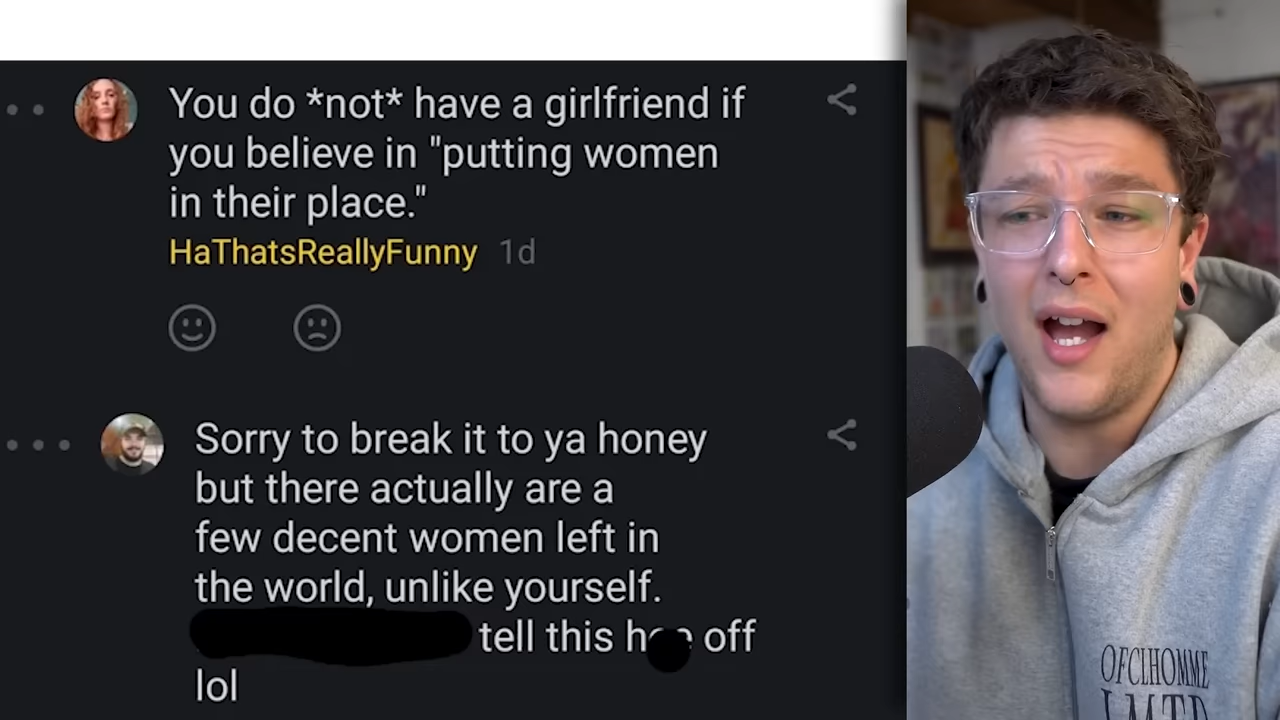 You do *not* have a girlfriend if
you believe in "putting women
in their place."
HaThatsReallyFunny 1d
Sorry to break it to ya honey
but there actually are a
few decent women left in
the world, unlike yourself.
tell this off
lol
OFCLHOMME
LMTD